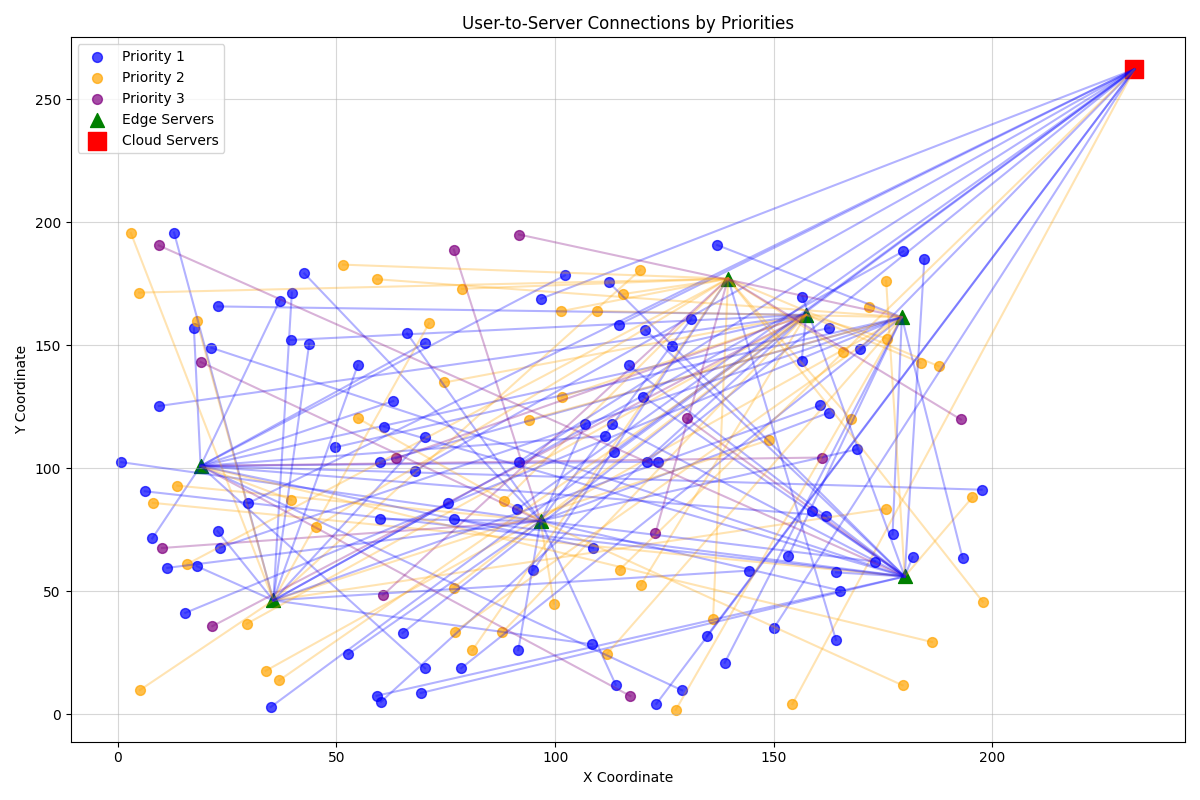 User-to-Server Connections by Priorities
Priority 1
Priority 2
Priority 3
Edge Servers
Cloud Servers
Y Coordinate
250
200
150
100
50
0
0 50 100 150 200
X Coordinate